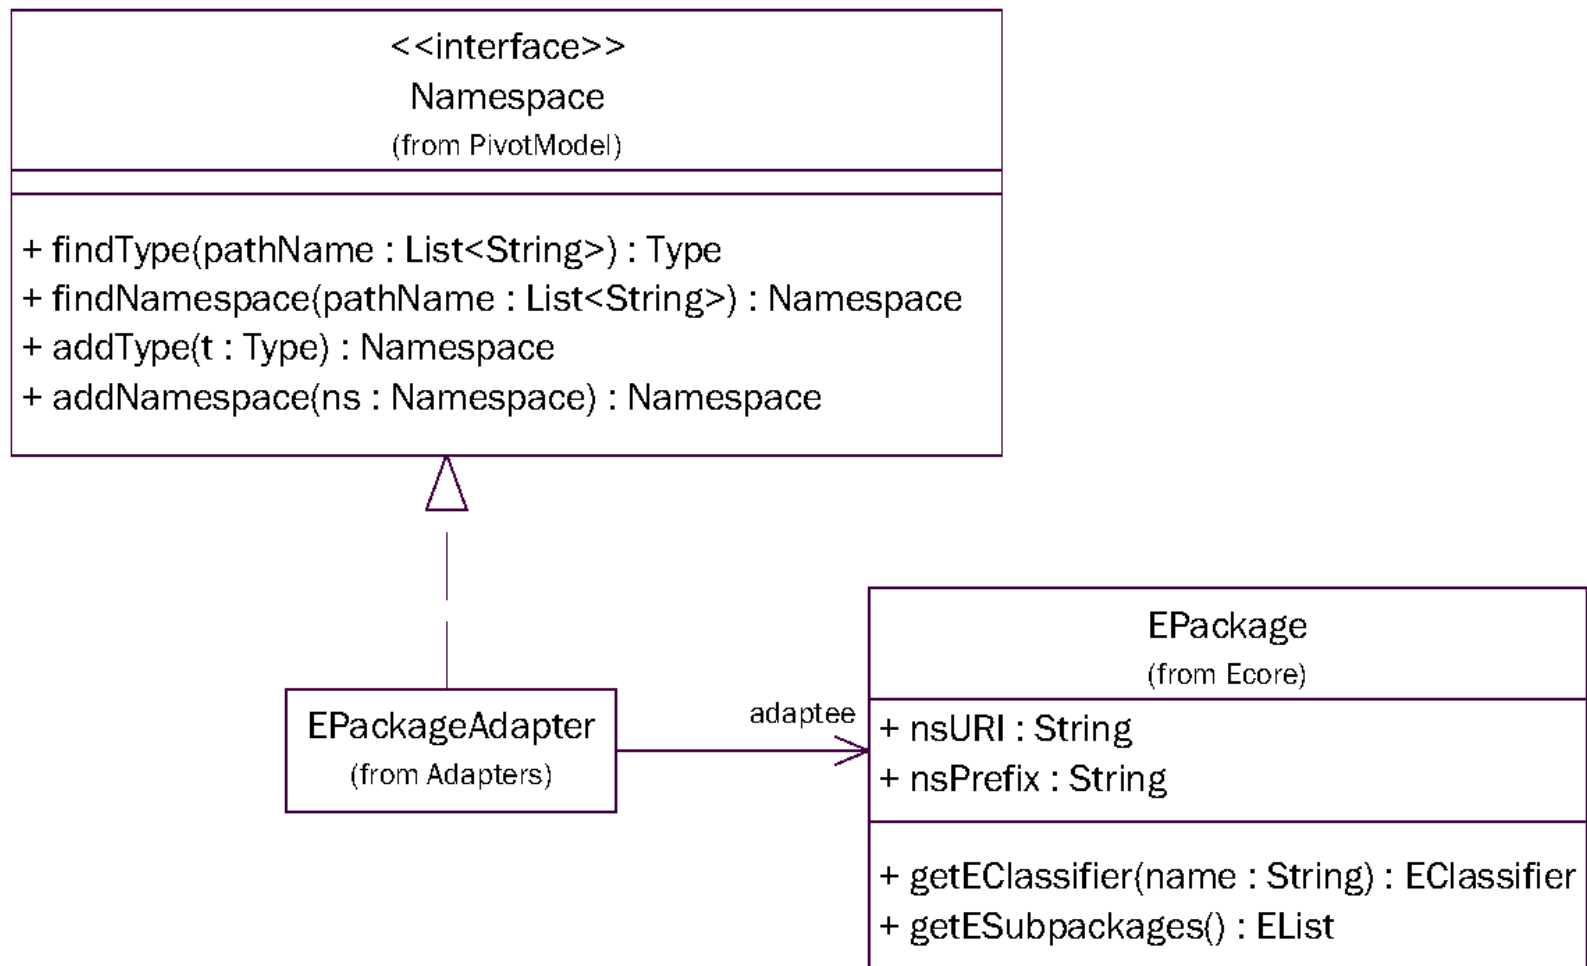 <<interface>>
Namespace
(from PivotModel)
+ findType(pathName : List<String>) : Type
+ findNamespace(pathName : List<String>) : Namespace
+ addType(t : Type) : Namespace
+ addNamespace(ns : Namespace) : Namespace
EPackageAdapter
(from Adapters)
adaptee
EPackage
(from Ecore)
+ nsURI : String
+ nsPrefix : String
+ getEClassifier(name : String) : EClassifier
+ getESubpackages() : EList